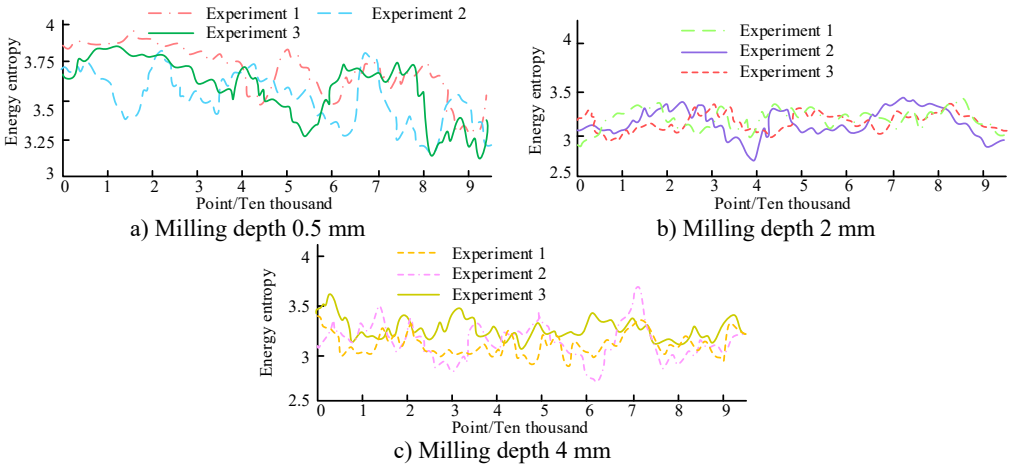 Experiment 1
Experiment 2
Experiment 3
Energy entropy
4
3.75
3.5
3.25
3
0 1 2 3 4 5 6 7 8 9
Point/Ten thousand
a) Milling depth 0.5 mm
Experiment 1
Experiment 2
Experiment 3
Energy entropy
4
3.5
3
2.5
0 1 2 3 4 5 6 7 8 9
Point/Ten thousand
b) Milling depth 2 mm
Experiment 1
Experiment 2
Experiment 3
Energy entropy
4
3.5
3
2.5
0 1 2 3 4 5 6 7 8 9
Point/Ten thousand
c) Milling depth 4 mm